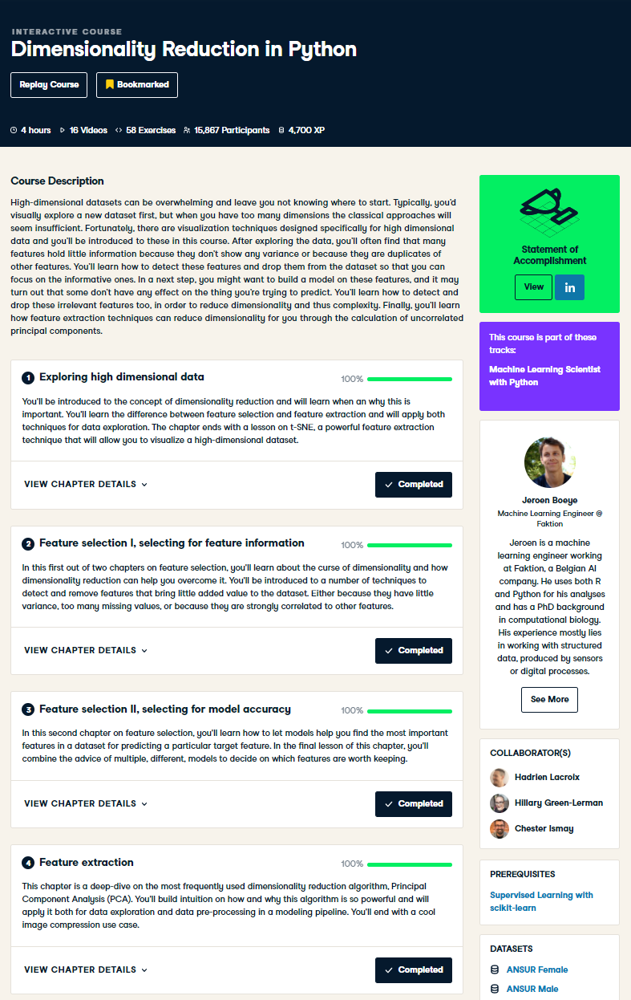 INTERACTIVE COURSE
Dimensionality Reduction in Python
Replay Course
Bookmarked
4 hours 16 Videos 58 Exercises 15,867 Participants 4,700 XP
Course Description
High-dimensional datasets can be overwhelming and leave you not knowing where to start. Typically, you'd
visually explore a new dataset first, but when you have too many dimensions the classical approaches will
seem insufficient. Fortunately, there are visualization techniques designed specifically for high dimensional
data and you'll be introduced to these in this course. After exploring the data, you'll often find that many
features hold little information because they don't show any variance or because they are duplicates of
other features. You'll learn how to detect these features and drop them from the dataset so that you can
focus on the informative ones. In a next step, you might want to build a model on these features, and it may
turn out that some don't have any effect on the thing you're trying to predict. You'll learn how to detect and
drop these irrelevant features too, in order to reduce dimensionality and thus complexity. Finally, you'll learn
how feature extraction techniques can reduce dimensionality for you through the calculation of uncorrelated
principal components.
1 Exploring high dimensional data 100%
You'll be introduced to the concept of dimensionality reduction and will learn when an why this is
important. You'll learn the difference between feature selection and feature extraction and will apply both
techniques for data exploration. The chapter ends with a lesson on t-SNE, a powerful feature extraction
technique that will allow you to visualize a high-dimensional dataset.
VIEW CHAPTER DETAILS
Completed
2 Feature selection I, selecting for feature information 100%
In this first out of two chapters on feature selection, you'll learn about the curse of dimensionality and how
dimensionality reduction can help you overcome it. You'll be introduced to a number of techniques to
detect and remove features that bring little added value to the dataset. Either because they have little
variance, too many missing values, or because they are strongly correlated to other features.
VIEW CHAPTER DETAILS
Completed
3 Feature selection II, selecting for model accuracy 100%
In this second chapter on feature selection, you'll learn how to let models help you find the most important
features in a dataset for predicting a particular target feature. In the final lesson of this chapter, you'll
combine the advice of multiple, different, models to decide on which features are worth keeping.
VIEW CHAPTER DETAILS
Completed
4 Feature extraction 100%
This chapter is a deep-dive on the most frequently used dimensionality reduction algorithm, Principal
Component Analysis (PCA). You'll build intuition on how and why this algorithm is so powerful and will
apply it both for data exploration and data pre-processing in a modeling pipeline. You'll end with a cool
image compression use case.
VIEW CHAPTER DETAILS
Completed
Statement of
Accomplishment
View
in
This course is part of these
tracks:
Machine Learning Scientist
with Python
Jeroen Boeye
Machine Learning Engineer @
Faktion
Jeroen is a machine
learning engineer working
at Faktion, a Belgian AI
company. He uses both R
and Python for his analyses
and has a PhD background
in computational biology.
His experience mostly lies
in working with structured
data, produced by sensors
or digital processes.
See More
COLLABORATOR(S)
Hadrien Lacroix
Hillary Green-Lerman
Chester Ismay
PREREQUISITES
Supervised Learning with
scikit-learn
DATASETS
ANSUR Female
ANSUR Male